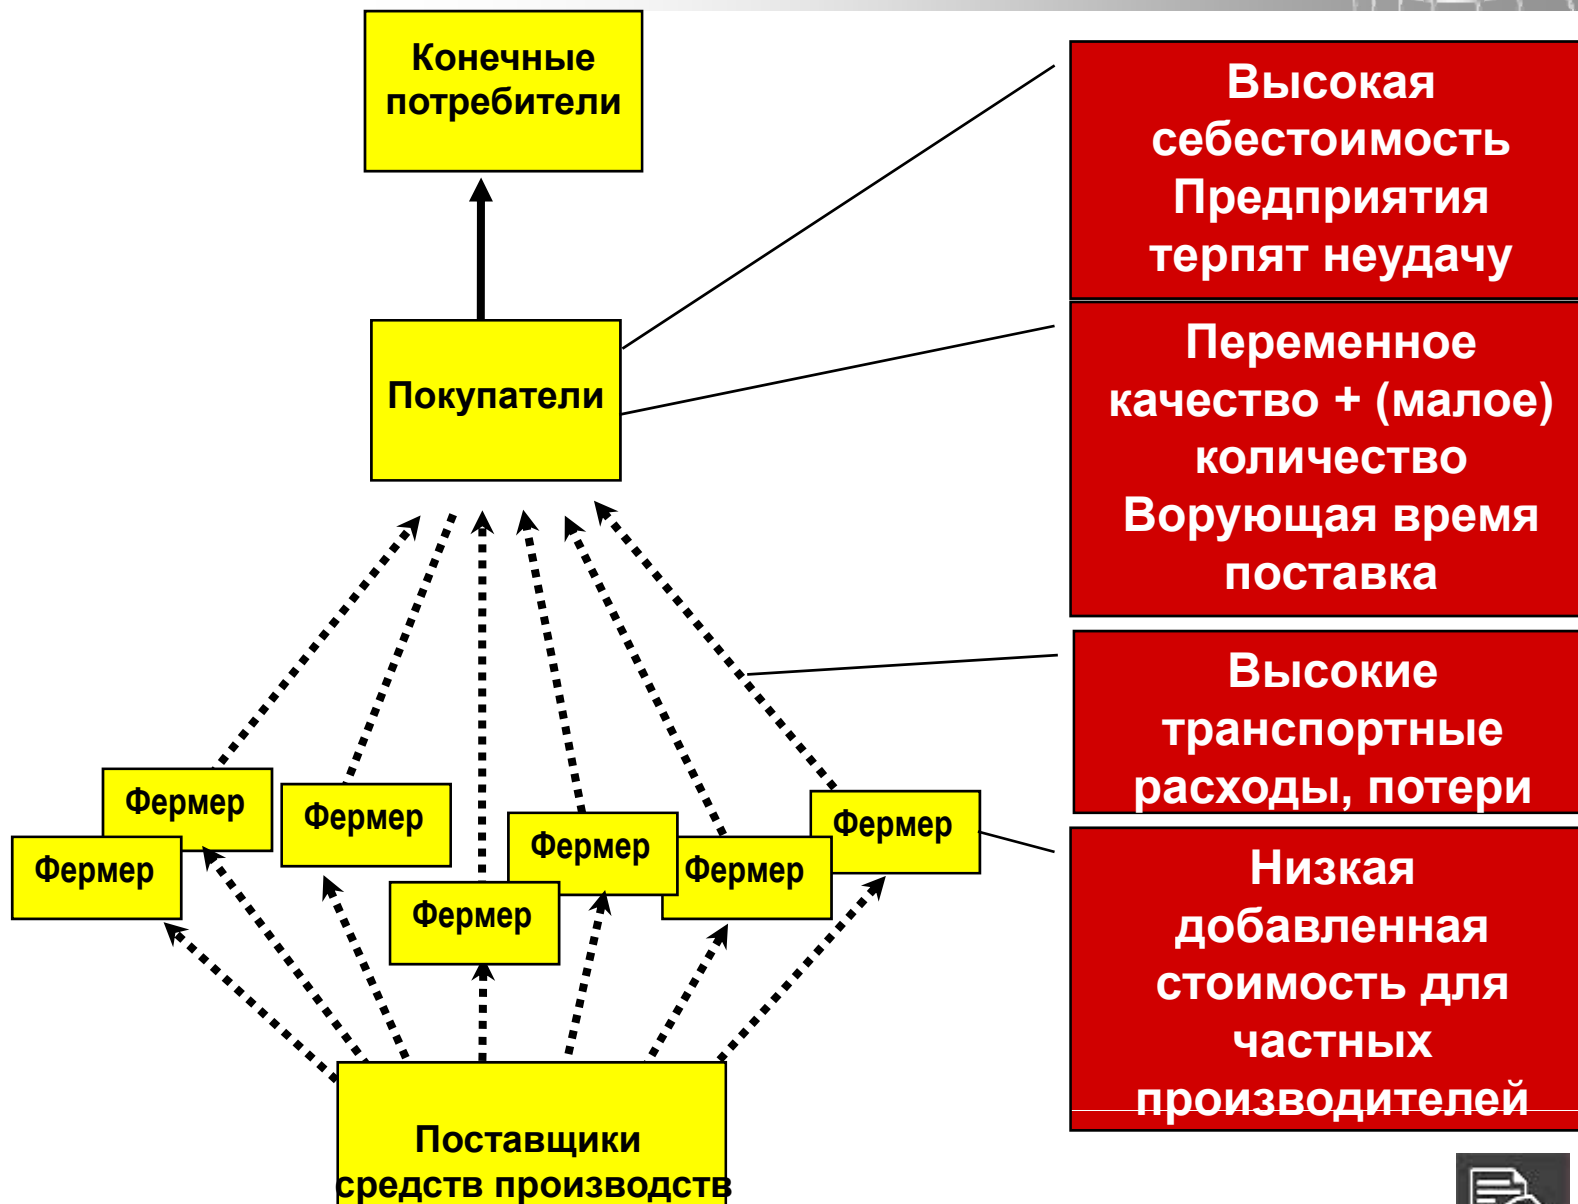 Конечные
потребители
Покупатели
Фермер
Фермер
Фермер
Фермер
Фермер
Фермер
Фермер
Поставщики
средств производств
Высокая
себестоимость
Предприятия
терпят неудачу
Переменное
качество + (малое)
количество
Ворующая время
поставка
Высокие
транспортные
расходы, потери
Низкая
добавленная
стоимость для
частных
производителей